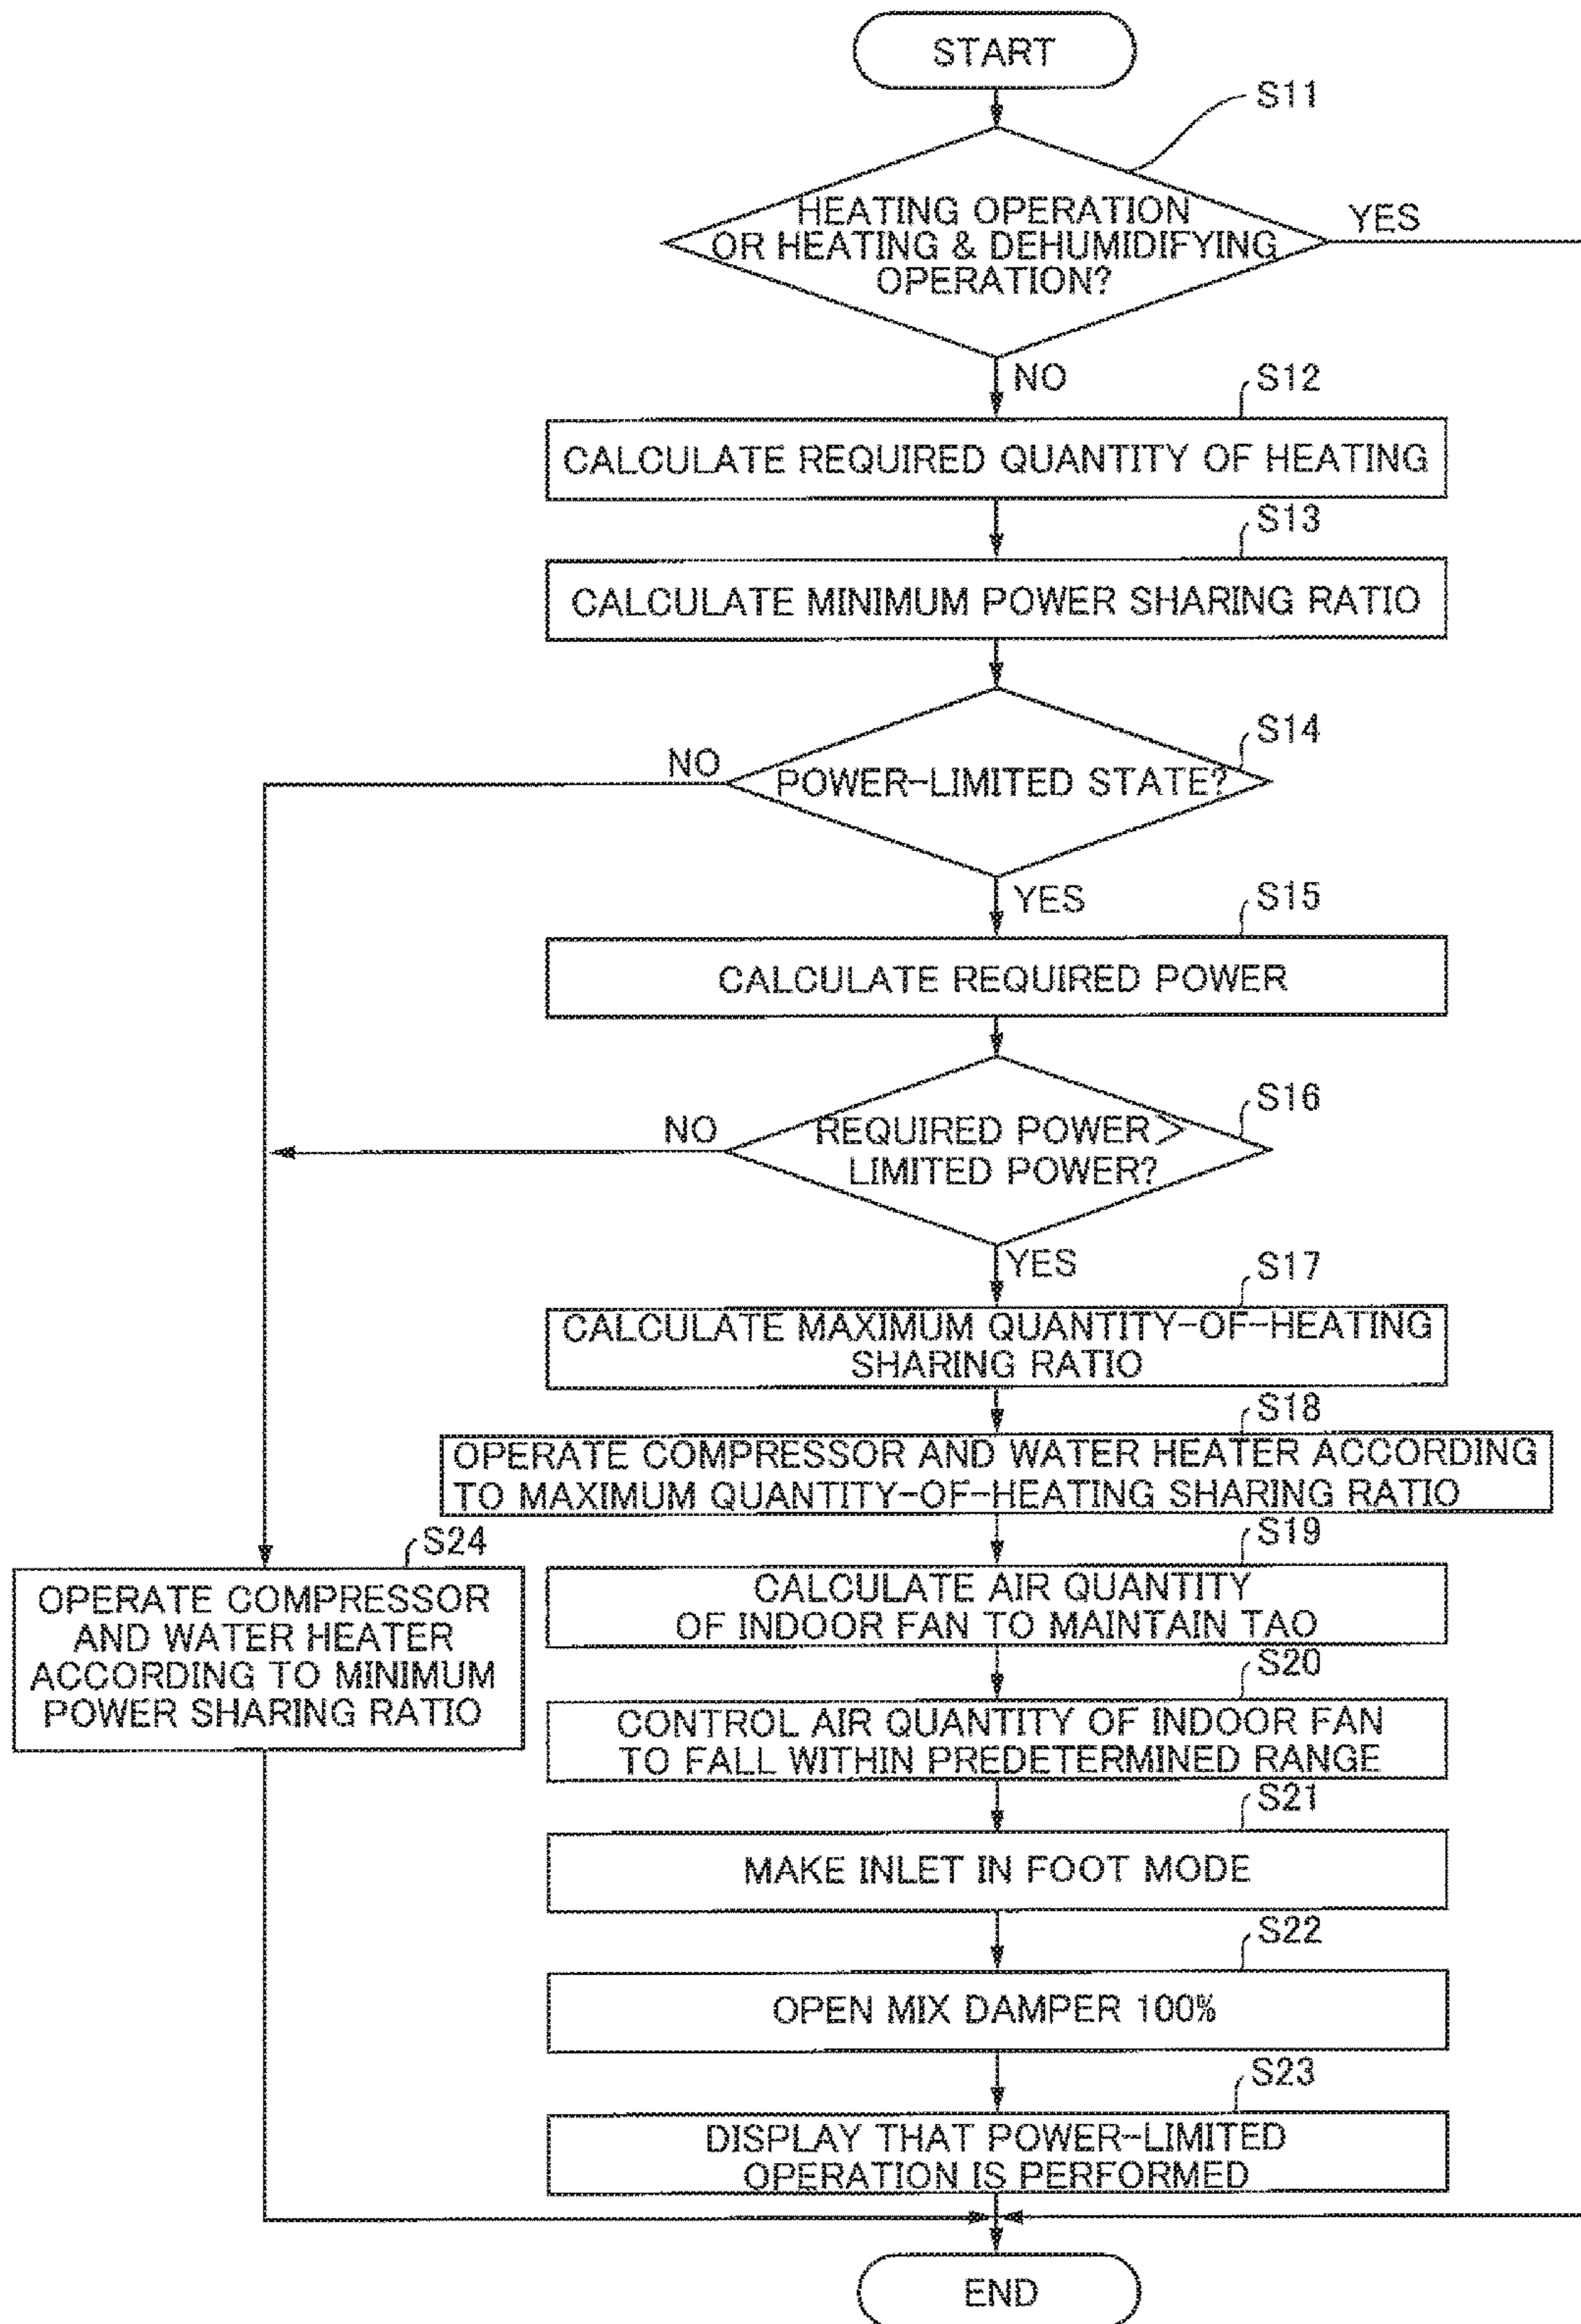 START
S11
HEATING OPERATION
OR HEATING & DEHUMIDIFYING
OPERATION?
YES
NO
S12
CALCULATE REQUIRED QUANTITY OF HEATING
S13
CALCULATE MINIMUM POWER SHARING RATIO
S14
NO
POWER-LIMITED STATE?
YES
S15
CALCULATE REQUIRED POWER
S16
NO
REQUIRED POWER>
LIMITED POWER?
YES
S17
CALCULATE MAXIMUM QUANTITY-OF-HEATING
SHARING RATIO
S18
OPERATE COMPRESSOR AND WATER HEATER ACCORDING
TO MAXIMUM QUANTITY-OF-HEATING SHARING RATIO
S19
CALCULATE AIR QUANTITY
OF INDOOR FAN TO MAINTAIN TAO
S24
OPERATE COMPRESSOR
AND WATER HEATER
ACCORDING TO MINIMUM
POWER SHARING RATIO
S20
CONTROL AIR QUANTITY OF INDOOR FAN
TO FALL WITHIN PREDETERMINED RANGE
S21
MAKE INLET IN FOOT MODE
S22
OPEN MIX DAMPER 100%
S23
DISPLAY THAT POWER-LIMITED
OPERATION IS PERFORMED
END